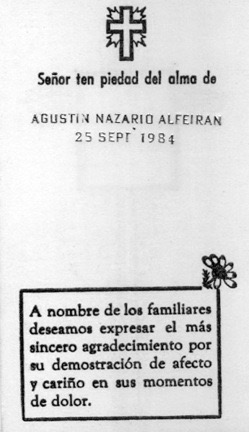 Señor ten piedad del alma de
AGUSTIN NAZARIO ALFEIRAN
25 SEPT 1984
A nombre de los familiares
deseamos expresar el más
sincero agradecimiento por
su demostración de afecto
y cariño en sus momentos
de dolor.